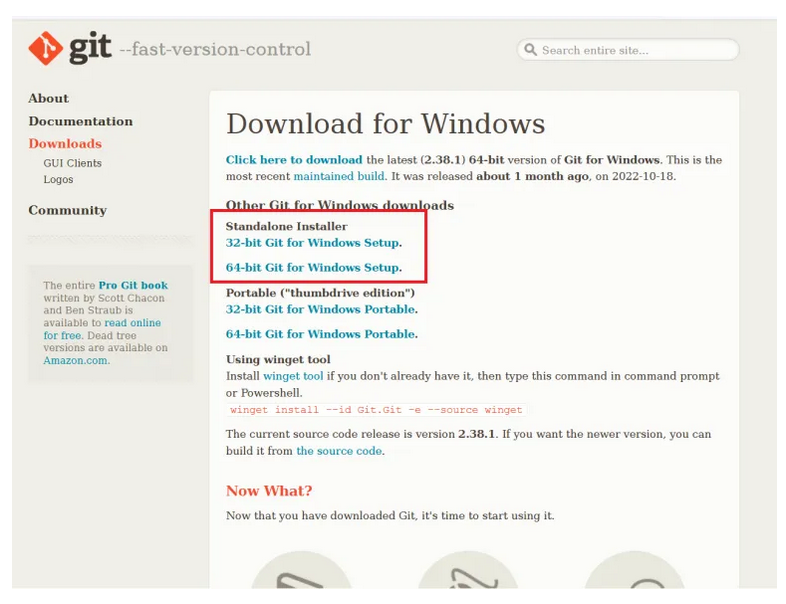 git --fast-version-control
Search entire site...
About
Documentation
Downloads
GUI Clients
Logos
Community
The entire Pro Git book
written by Scott Chacon
and Ben Straub is
available to read online
for free. Dead tree
versions are available on
Amazon.com.
Download for Windows
Click here to download the latest (2.38.1) 64-bit version of Git for Windows. This is the
most recent maintained build. It was released about 1 month ago, on 2022-10-18.
Other Git for Windows downloads
Standalone Installer
32-bit Git for Windows Setup.
64-bit Git for Windows Setup.
Portable ("thumbdrive edition")
32-bit Git for Windows Portable.
64-bit Git for Windows Portable.
Using winget tool
Install winget tool if you don't already have it, then type this command in command prompt
or Powershell.
winget install --id Git.Git -e --source winget
The current source code release is version 2.38.1. If you want the newer version, you can
build it from the source code.
Now What?
Now that you have downloaded Git, it's time to start using it.